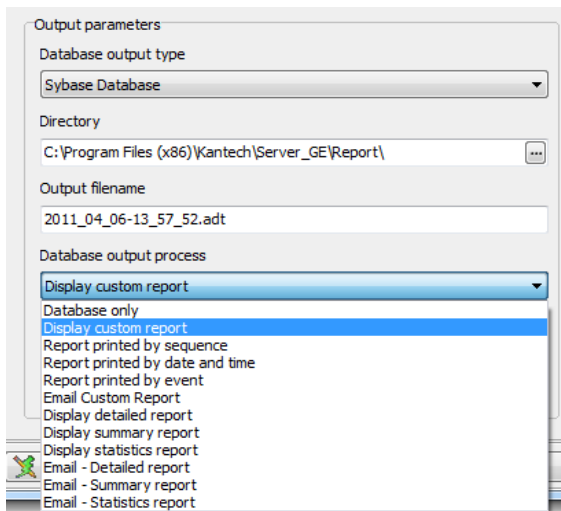 Output parameters
Database output type
Sybase Database
Directory
C:\Program Files (x86)\Kantech\Server_GE\Report\
...
Output filename
2011_04_06-13_57_52.adt
Database output process
Display custom report
Database only
Display custom report
Report printed by sequence
Report printed by date and time
Report printed by event
Email Custom Report
Display detailed report
Display summary report
Display statistics report
Email - Detailed report
Email - Summary report
Email - Statistics report